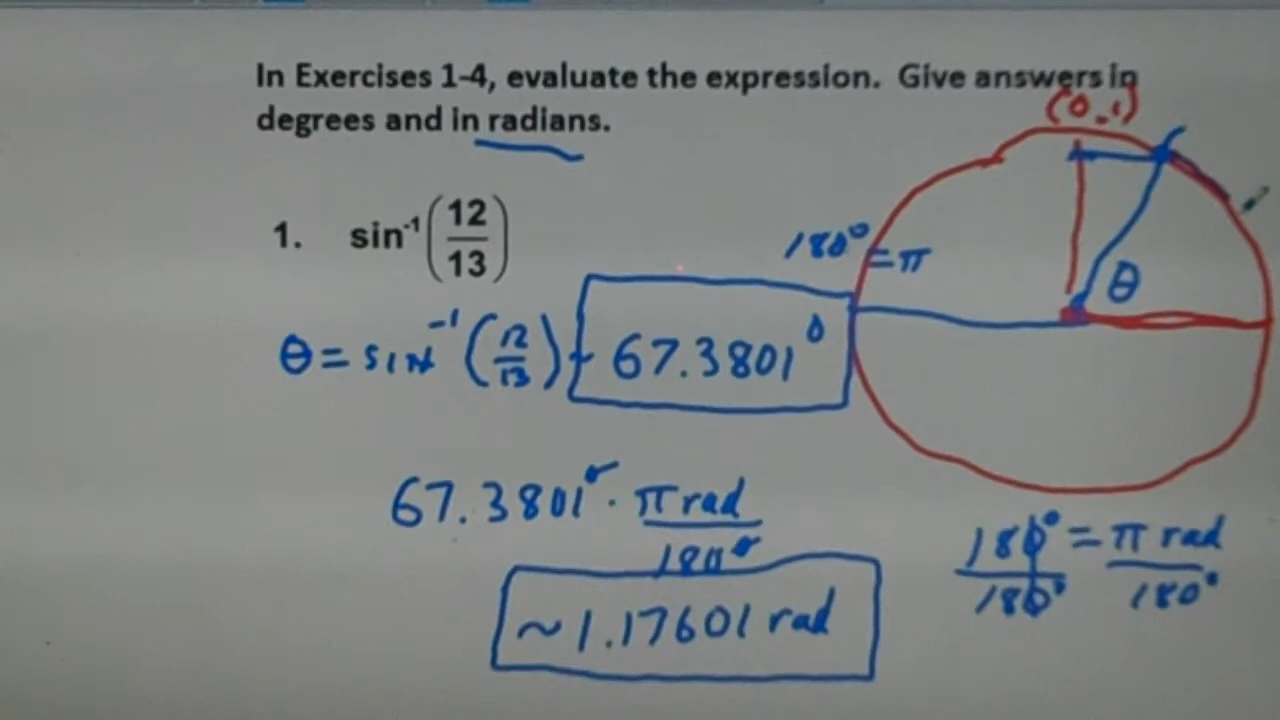 In Exercises 1-4, evaluate the expression. Give answers in
degrees and in radians.
(0,1)
1. sin⁻¹(12/13)
180° = π
θ
θ = sin⁻¹(12/13) = 67.3801°
67.3801° · π rad/180°
180°/180° = π rad/180°
~1.17601 rad